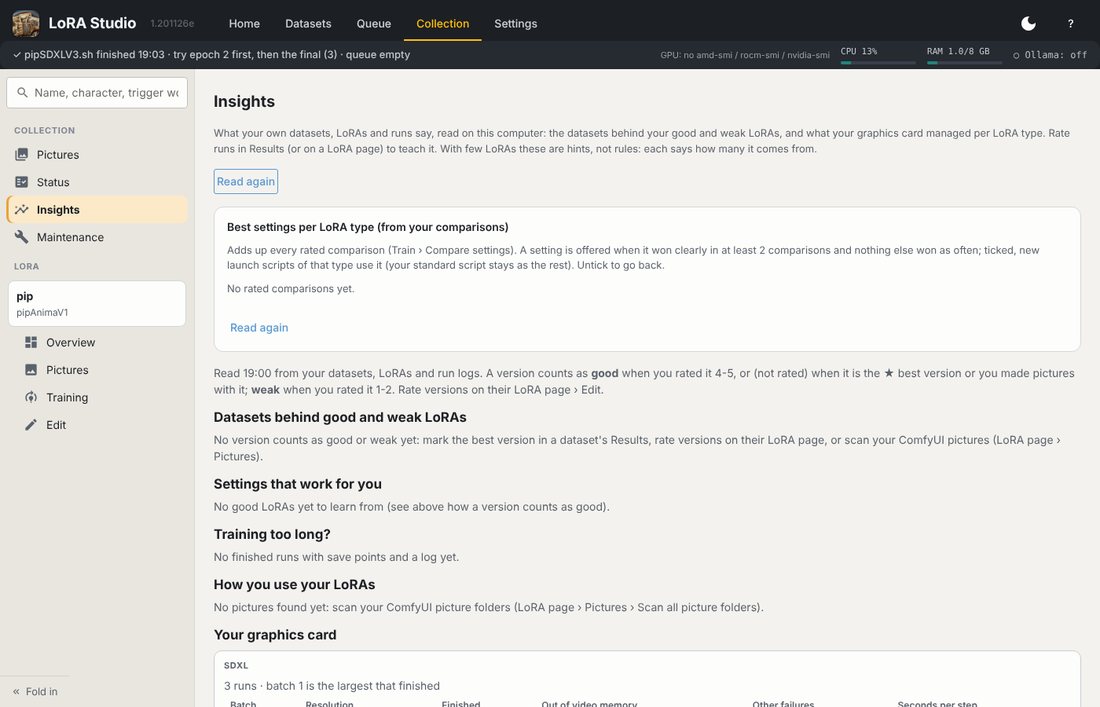 LoRA Studio 1.201126e Home Datasets Queue Collection Settings ?
✓ pipSDXLV3.sh finished 19:03 · try epoch 2 first, then the final (3) · queue empty GPU: no amd-smi / rocm-smi / nvidia-smi CPU 13% RAM 1.0/8 GB Ollama: off
Name, character, trigger wo
COLLECTION
Pictures
Status
Insights
Maintenance
LORA
pip
pipAnimaV1
Overview
Pictures
Training
Edit
« Fold in
Insights
What your own datasets, LoRAs and runs say, read on this computer: the datasets behind your good and weak LoRAs, and what your graphics card managed per LoRA type. Rate
runs in Results (or on a LoRA page) to teach it. With few LoRAs these are hints, not rules: each says how many it comes from.
Read again
Best settings per LoRA type (from your comparisons)
Adds up every rated comparison (Train › Compare settings). A setting is offered when it won clearly in at least 2 comparisons and nothing else won as often; ticked, new
launch scripts of that type use it (your standard script stays as the rest). Untick to go back.
No rated comparisons yet.
Read again
Read 19:00 from your datasets, LoRAs and run logs. A version counts as good when you rated it 4-5, or (not rated) when it is the ★ best version or you made pictures
with it; weak when you rated it 1-2. Rate versions on their LoRA page › Edit.
Datasets behind good and weak LoRAs
No version counts as good or weak yet: mark the best version in a dataset's Results, rate versions on their LoRA page, or scan your ComfyUI pictures (LoRA page ›
Pictures).
Settings that work for you
No good LoRAs yet to learn from (see above how a version counts as good).
Training too long?
No finished runs with save points and a log yet.
How you use your LoRAs
No pictures found yet: scan your ComfyUI picture folders (LoRA page › Pictures › Scan all picture folders).
Your graphics card
SDXL
3 runs · batch 1 is the largest that finished
Batch Resolution Finished Out of video memory Other failures Seconds per step